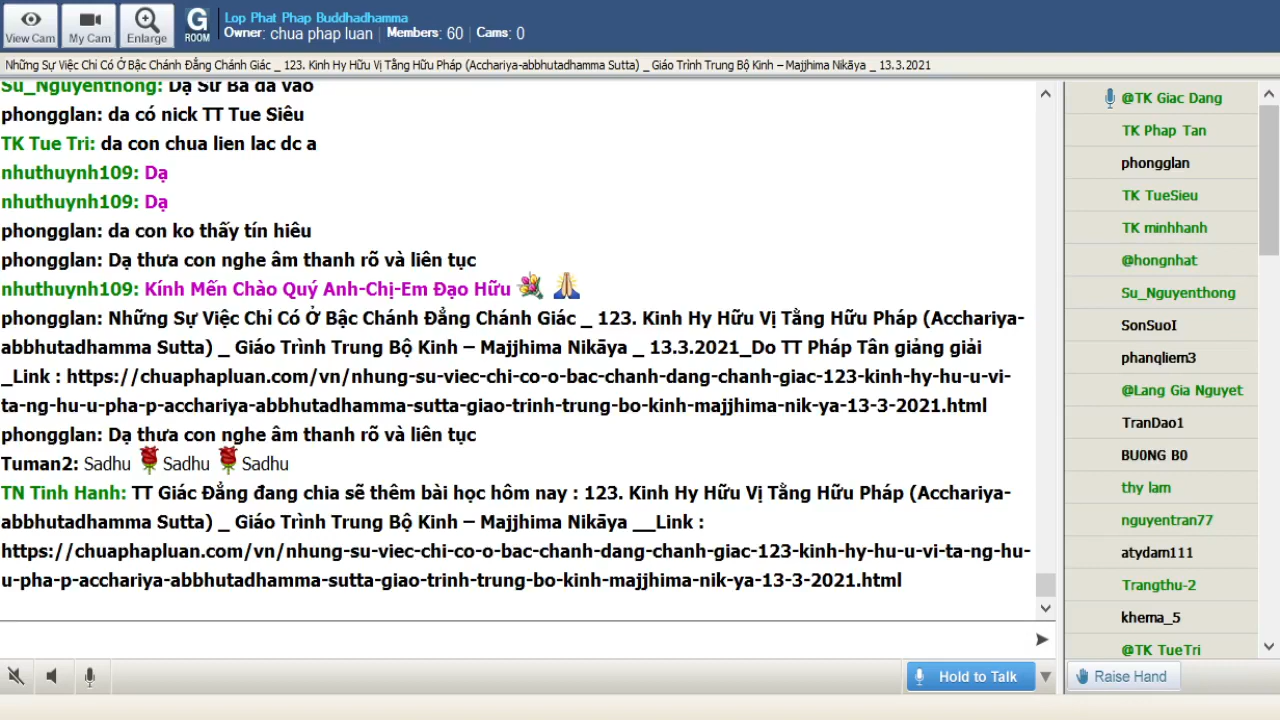 View Cam
My Cam
Enlarge
G
ROOM
Lop Phat Phap Buddhadhamma
Owner: chua phap luan Members: 60 Cams: 0
Những Sự Việc Chỉ Có Ở Bậc Chánh Đẳng Chánh Giác _ 123. Kinh Hy Hữu Vị Tằng Hữu Pháp (Acchariya-abbhutadhamma Sutta) _ Giáo Trình Trung Bộ Kinh – Majjhima Nikāya _ 13.3.2021
Su_Nguyenthong: Dạ Sư Bà đã vào
phongglan: da có nick TT Tue Siêu
TK Tue Tri: da con chua lien lac dc a
nhuthuynh109: Dạ
nhuthuynh109: Dạ
phongglan: da con ko thấy tín hiêu
phongglan: Dạ thưa con nghe âm thanh rõ và liên tục
nhuthuynh109: Kính Mến Chào Quý Anh-Chị-Em Đạo Hữu
phongglan: Những Sự Việc Chỉ Có Ở Bậc Chánh Đẳng Chánh Giác _ 123. Kinh Hy Hữu Vị Tằng Hữu Pháp (Acchariya-
abbhutadhamma Sutta) _ Giáo Trình Trung Bộ Kinh – Majjhima Nikāya _ 13.3.2021_Do TT Pháp Tân giảng giải
_Link : https://chuaphapluan.com/vn/nhung-su-viec-chi-co-o-bac-chanh-dang-chanh-giac-123-kinh-hy-hu-u-vi-
ta-ng-hu-u-pha-p-acchariya-abbhutadhamma-sutta-giao-trinh-trung-bo-kinh-majjhima-nik-ya-13-3-2021.html
phongglan: Dạ thưa con nghe âm thanh rõ và liên tục
Tuman2: Sadhu Sadhu Sadhu
TN Tinh Hanh: TT Giác Đẳng đang chia sẽ thêm bài học hôm nay : 123. Kinh Hy Hữu Vị Tằng Hữu Pháp (Acchariya-
abbhutadhamma Sutta) _ Giáo Trình Trung Bộ Kinh – Majjhima Nikāya __Link :
https://chuaphapluan.com/vn/nhung-su-viec-chi-co-o-bac-chanh-dang-chanh-giac-123-kinh-hy-hu-u-vi-ta-ng-hu-
u-pha-p-acchariya-abbhutadhamma-sutta-giao-trinh-trung-bo-kinh-majjhima-nik-ya-13-3-2021.html
@TK Giac Dang
TK Phap Tan
phongglan
TK TueSieu
TK minhhanh
@hongnhat
Su_Nguyenthong
SonSuoI
phanqliem3
@Lang Gia Nguyet
TranDao1
BU0NG B0
thy lam
nguyentran77
atydam111
Trangthu-2
khema_5
@TK TueTri
Hold to Talk
Raise Hand